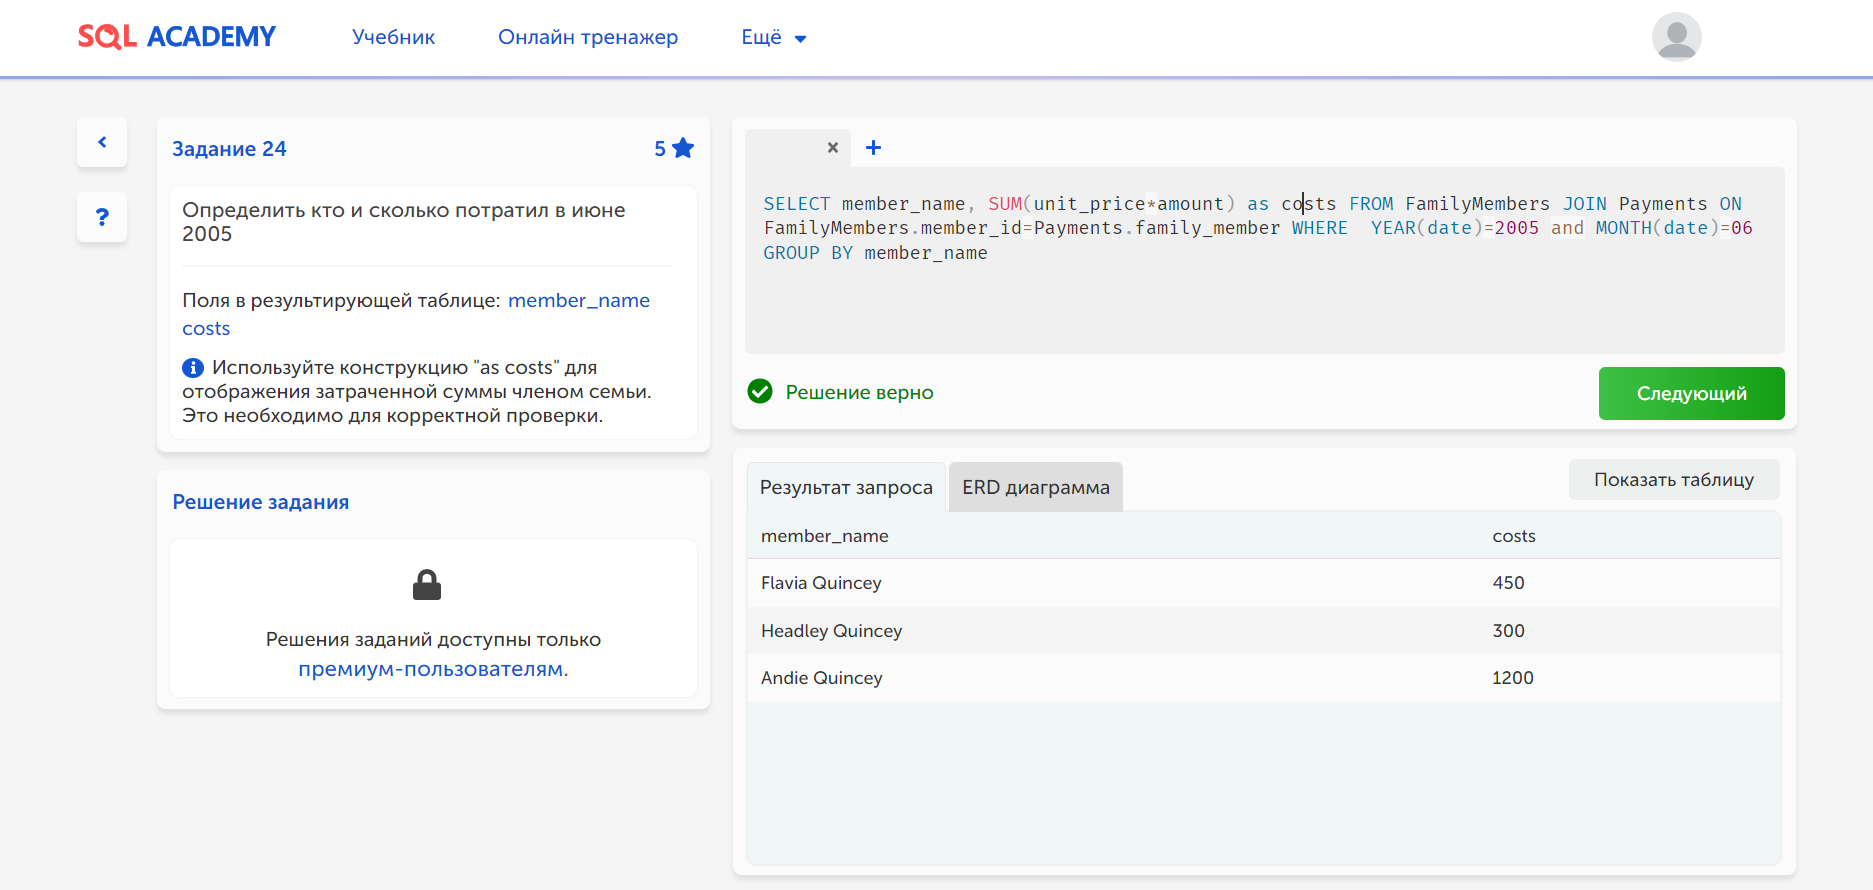 SQL ACADEMY
Учебник
Онлайн тренажер
Ещё
Задание 24
5
Определить кто и сколько потратил в июне
2005
Поля в результирующей таблице: member_name
costs
Используйте конструкцию "as costs" для
отображения затраченной суммы членом семьи.
Это необходимо для корректной проверки.
Решение задания
Решения заданий доступны только
премиум-пользователям.
SELECT member_name, SUM(unit_price*amount) as costs FROM FamilyMembers JOIN Payments ON
FamilyMembers.member_id=Payments.family_member WHERE  YEAR(date)=2005 and MONTH(date)=06
GROUP BY member_name
Решение верно
Следующий
Результат запроса
ERD диаграмма
Показать таблицу
member_name costs
Flavia Quincey 450
Headley Quincey 300
Andie Quincey 1200